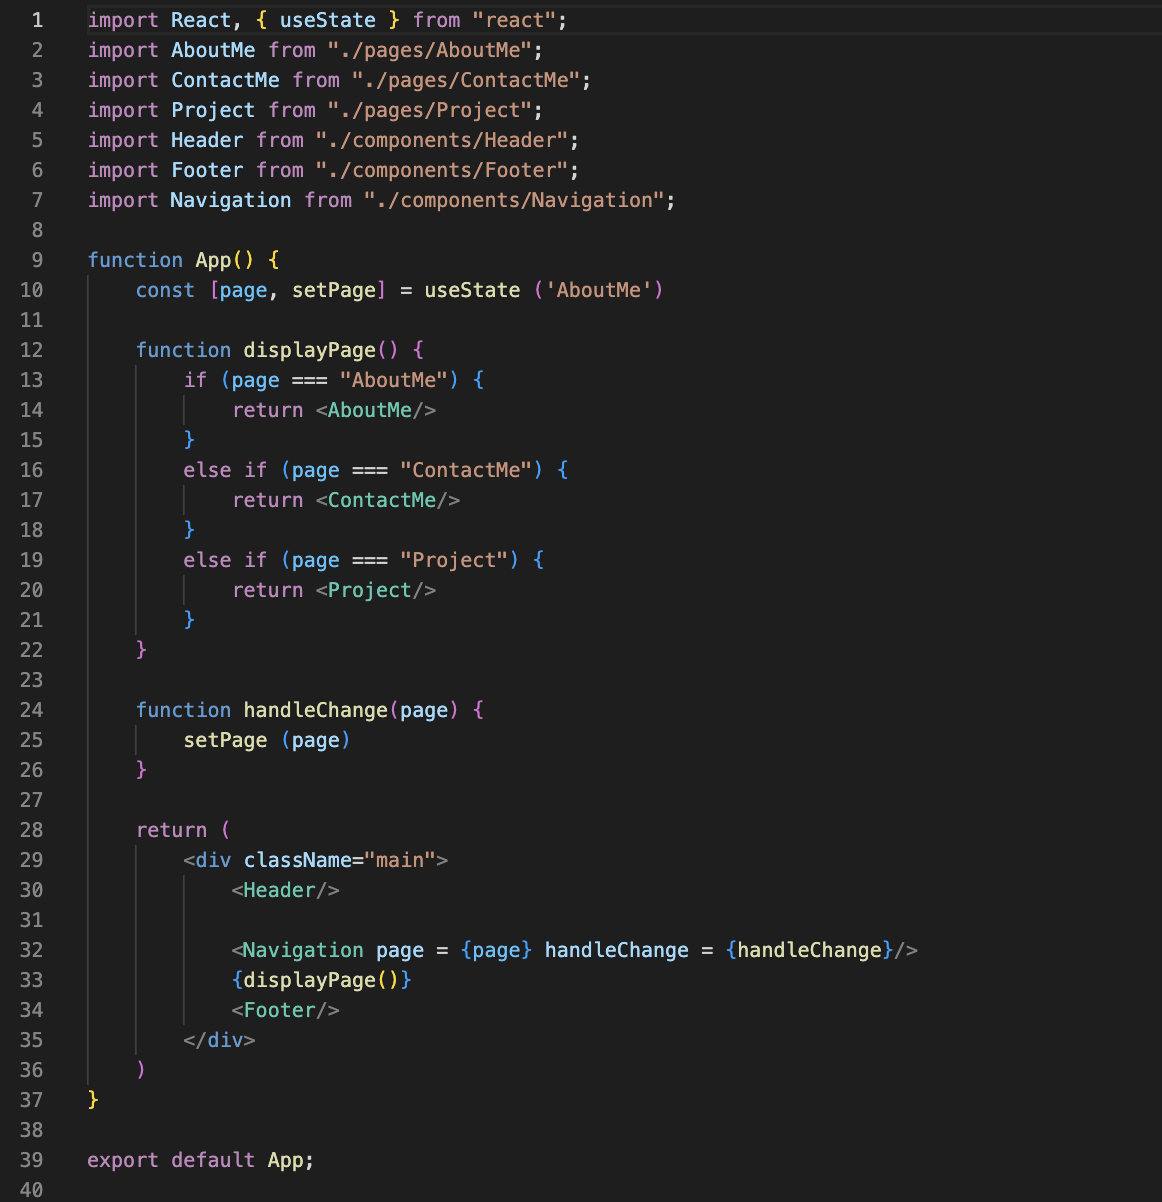 1 import React, { useState } from "react";
2 import AboutMe from "./pages/AboutMe";
3 import ContactMe from "./pages/ContactMe";
4 import Project from "./pages/Project";
5 import Header from "./components/Header";
6 import Footer from "./components/Footer";
7 import Navigation from "./components/Navigation";
8
9 function App() {
10     const [page, setPage] = useState ('AboutMe')
11
12     function displayPage() {
13         if (page === "AboutMe") {
14             return <AboutMe/>
15         }
16         else if (page === "ContactMe") {
17             return <ContactMe/>
18         }
19         else if (page === "Project") {
20             return <Project/>
21         }
22     }
23
24     function handleChange(page) {
25         setPage (page)
26     }
27
28     return (
29         <div className="main">
30             <Header/>
31
32             <Navigation page = {page} handleChange = {handleChange}/>
33             {displayPage()}
34             <Footer/>
35         </div>
36     )
37 }
38
39 export default App;
40